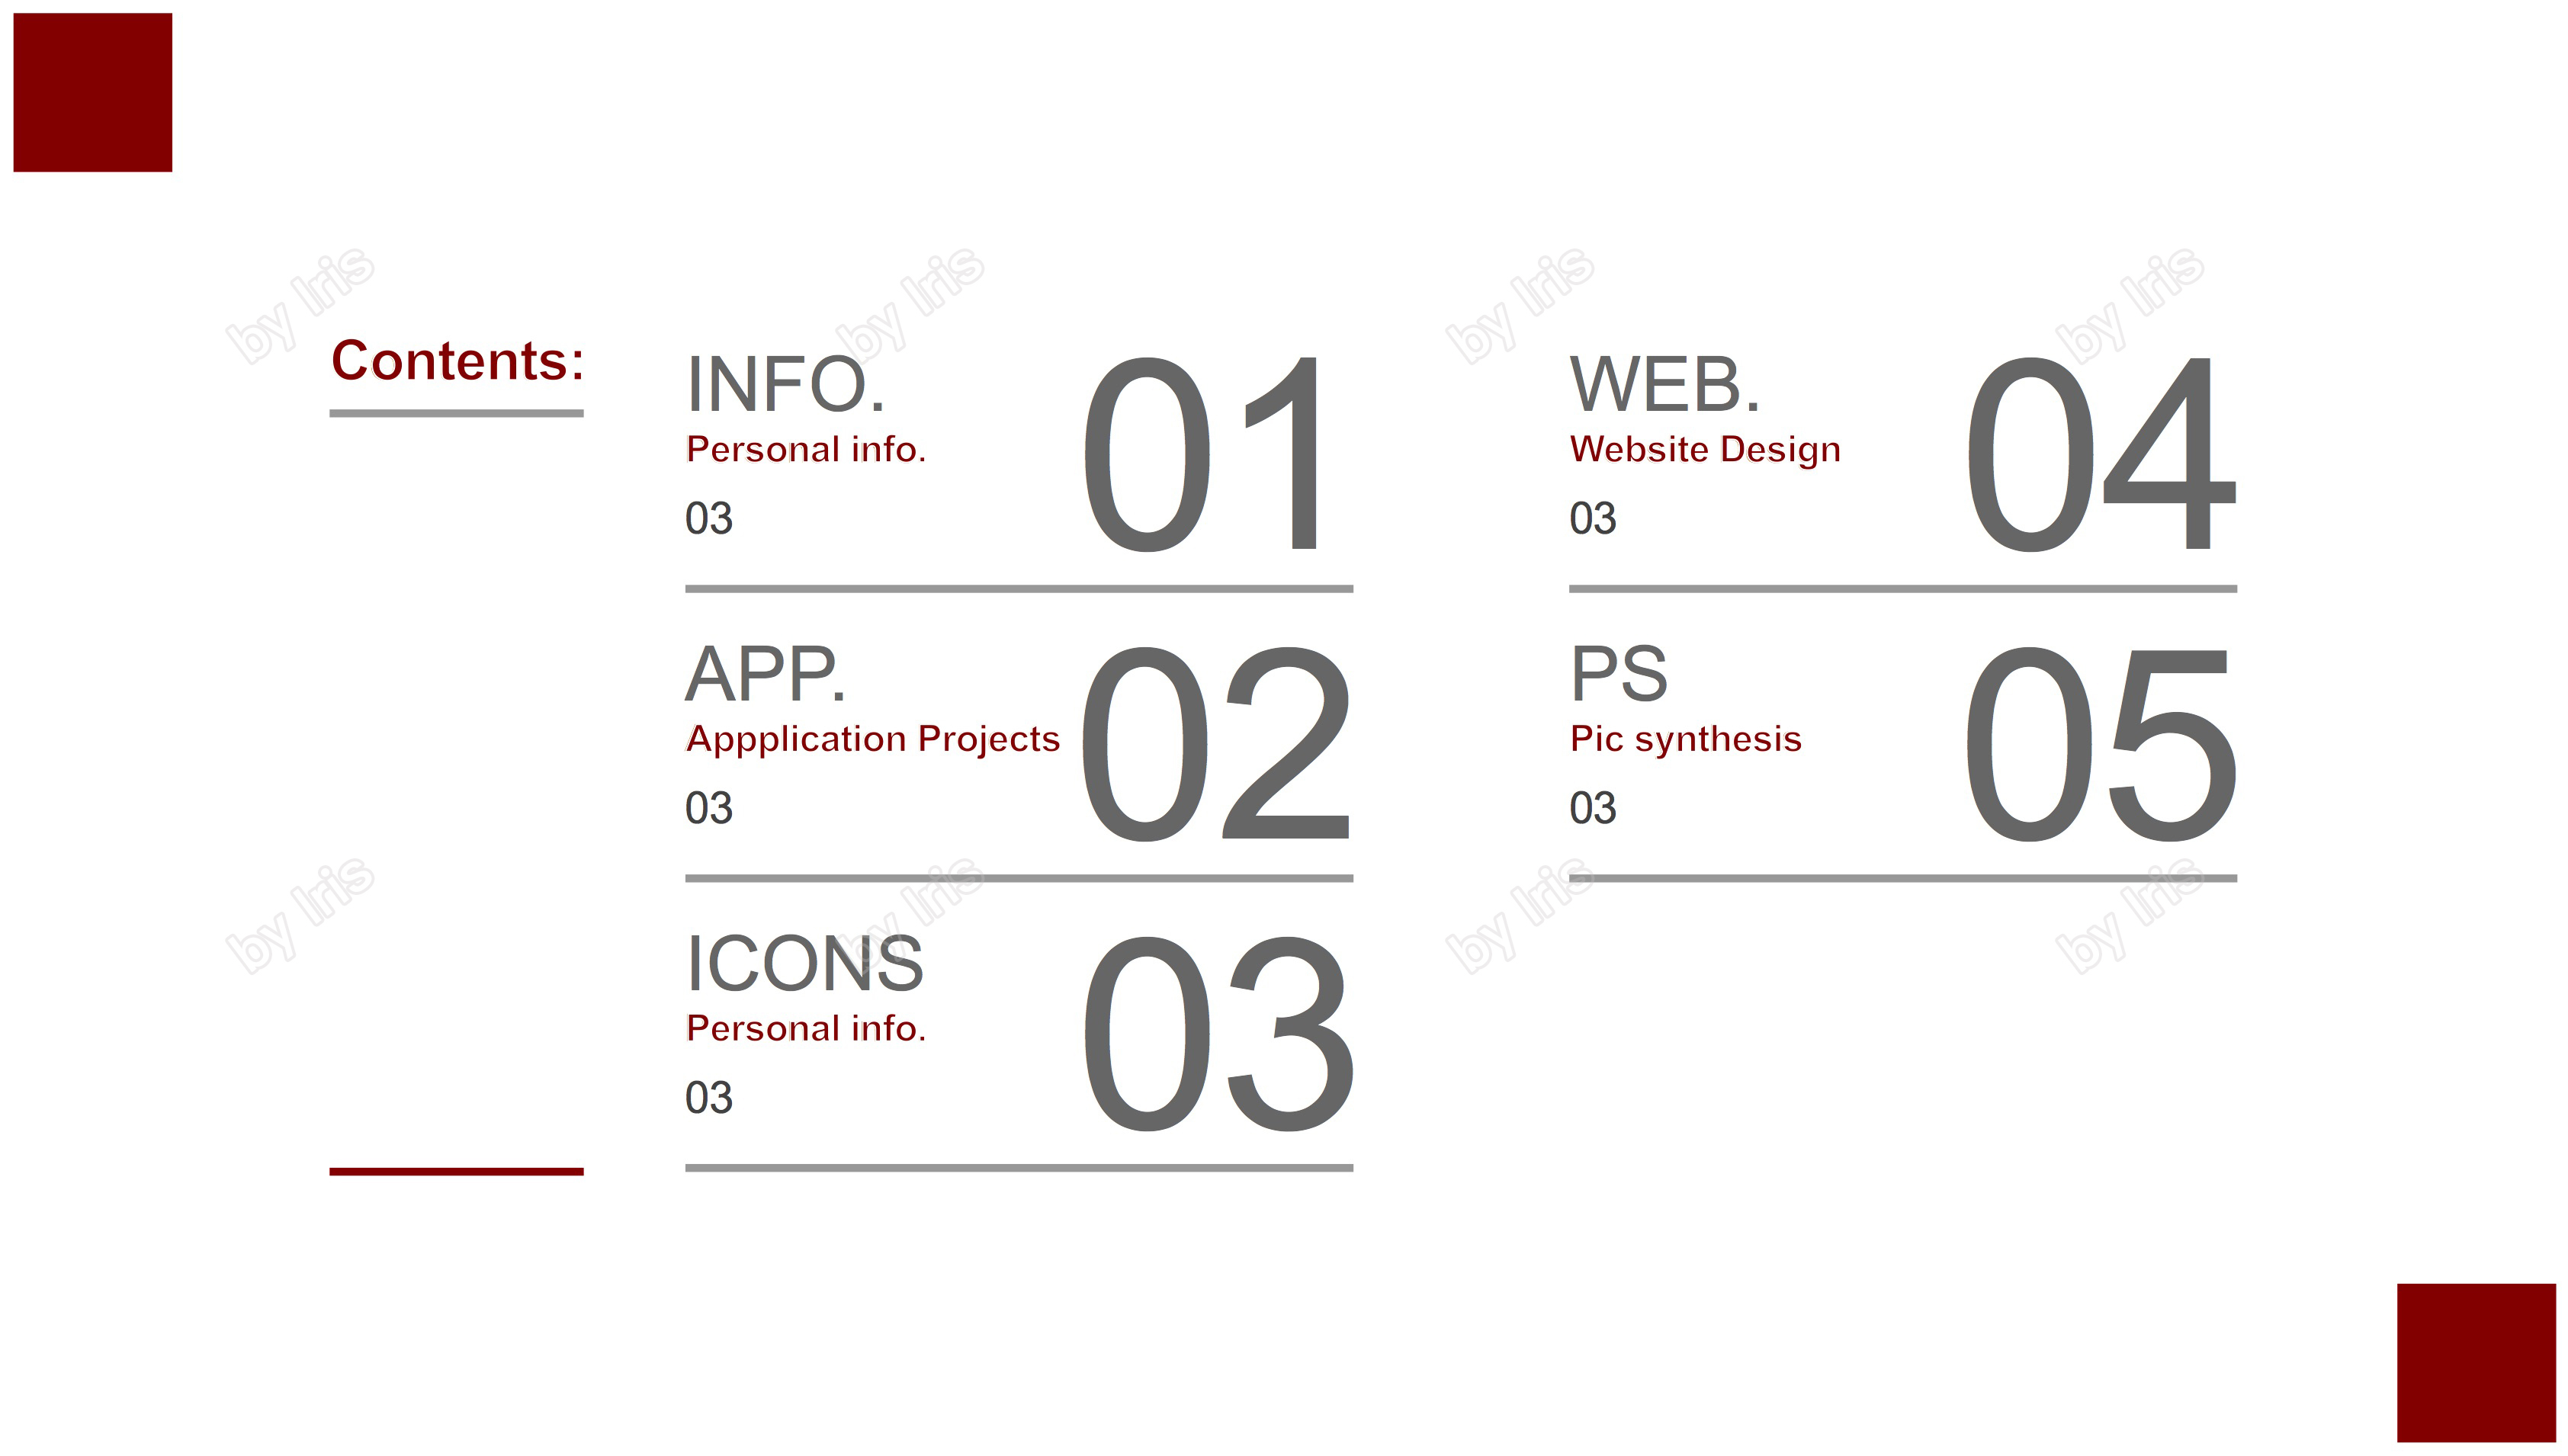 Contents:
INFO.
Personal info.
03
01
APP.
Appplication Projects
03
02
ICONS
Personal info.
03
03
WEB.
Website Design
03
04
PS
Pic synthesis
03
05
by Iris
by Iris
by Iris
by Iris
by Iris
by Iris
by Iris
by Iris